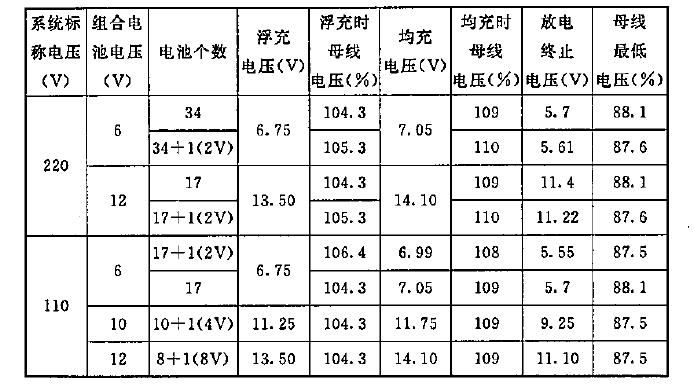 系统标称电压(V) 组合电池电压(V) 电池个数 浮充电压(V) 浮充时母线电压(%) 均充电压(V) 均充时母线电压(%) 放电终止电压(V) 母线最低电压(%)
220 6 34 6.75 104.3 7.05 109 5.7 88.1
34+1(2V) 105.3 110 5.61 87.6
12 17 13.50 104.3 14.10 109 11.4 88.1
17+1(2V) 105.3 110 11.22 87.6
110 6 17+1(2V) 6.75 106.4 6.99 108 5.55 87.5
17 104.3 7.05 109 5.7 88.1
10 10+1(4V) 11.25 104.3 11.75 109 9.25 87.5
12 8+1(8V) 13.50 104.3 14.10 109 11.10 87.5